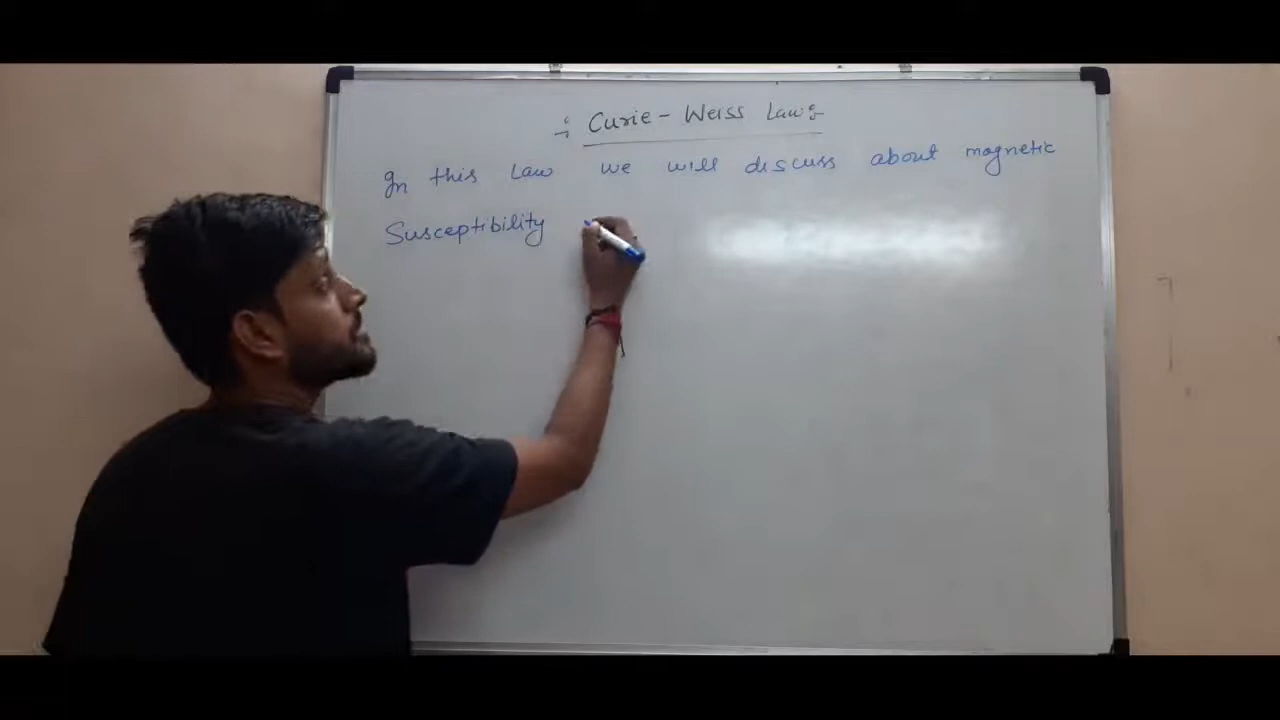 :- Curie - Weiss Law :-
In this Law we will discuss about magnetic
Susceptibility